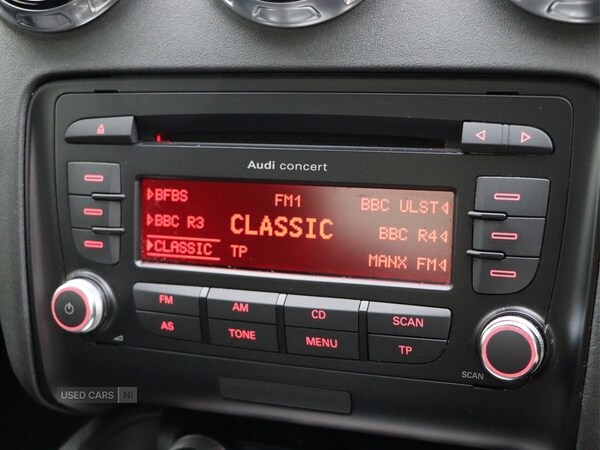 Audi concert
BFBS FM1 BBC ULST
BBC R3 CLASSIC BBC R4
CLASSIC TP MANX FM
FM AM CD SCAN
AS TONE MENU TP
SCAN
USED CARS NI